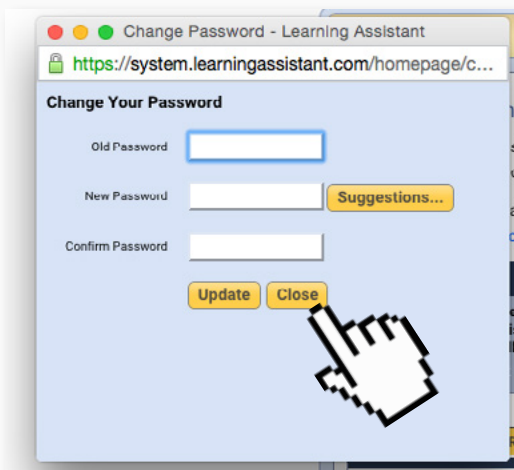 Change Password - Learning Assistant
https://system.learningassistant.com/homepage/c...
Change Your Password
Old Password
New Password
Suggestions...
Confirm Password
Update Close